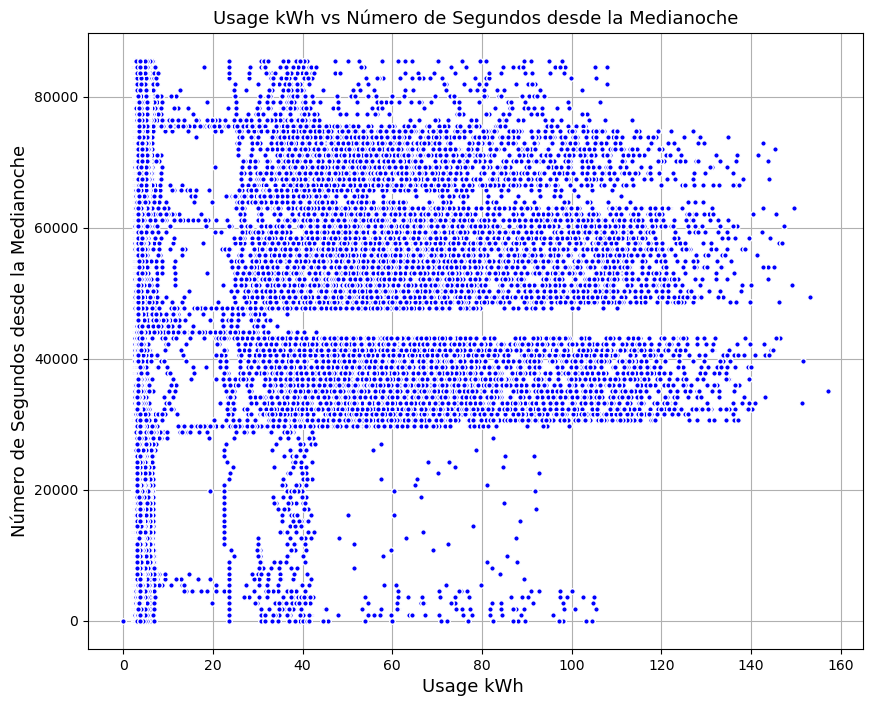 Usage kWh vs Número de Segundos desde la Medianoche
Número de Segundos desde la Medianoche
80000
60000
40000
20000
0
0 20 40 60 80 100 120 140 160
Usage kWh